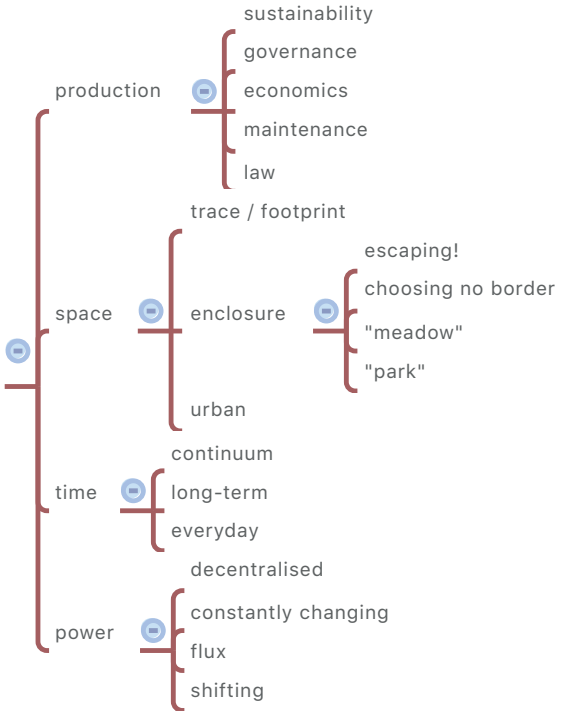 production
sustainability
governance
economics
maintenance
law
space
trace / footprint
enclosure
escaping!
choosing no border
"meadow"
"park"
urban
time
continuum
long-term
everyday
power
decentralised
constantly changing
flux
shifting